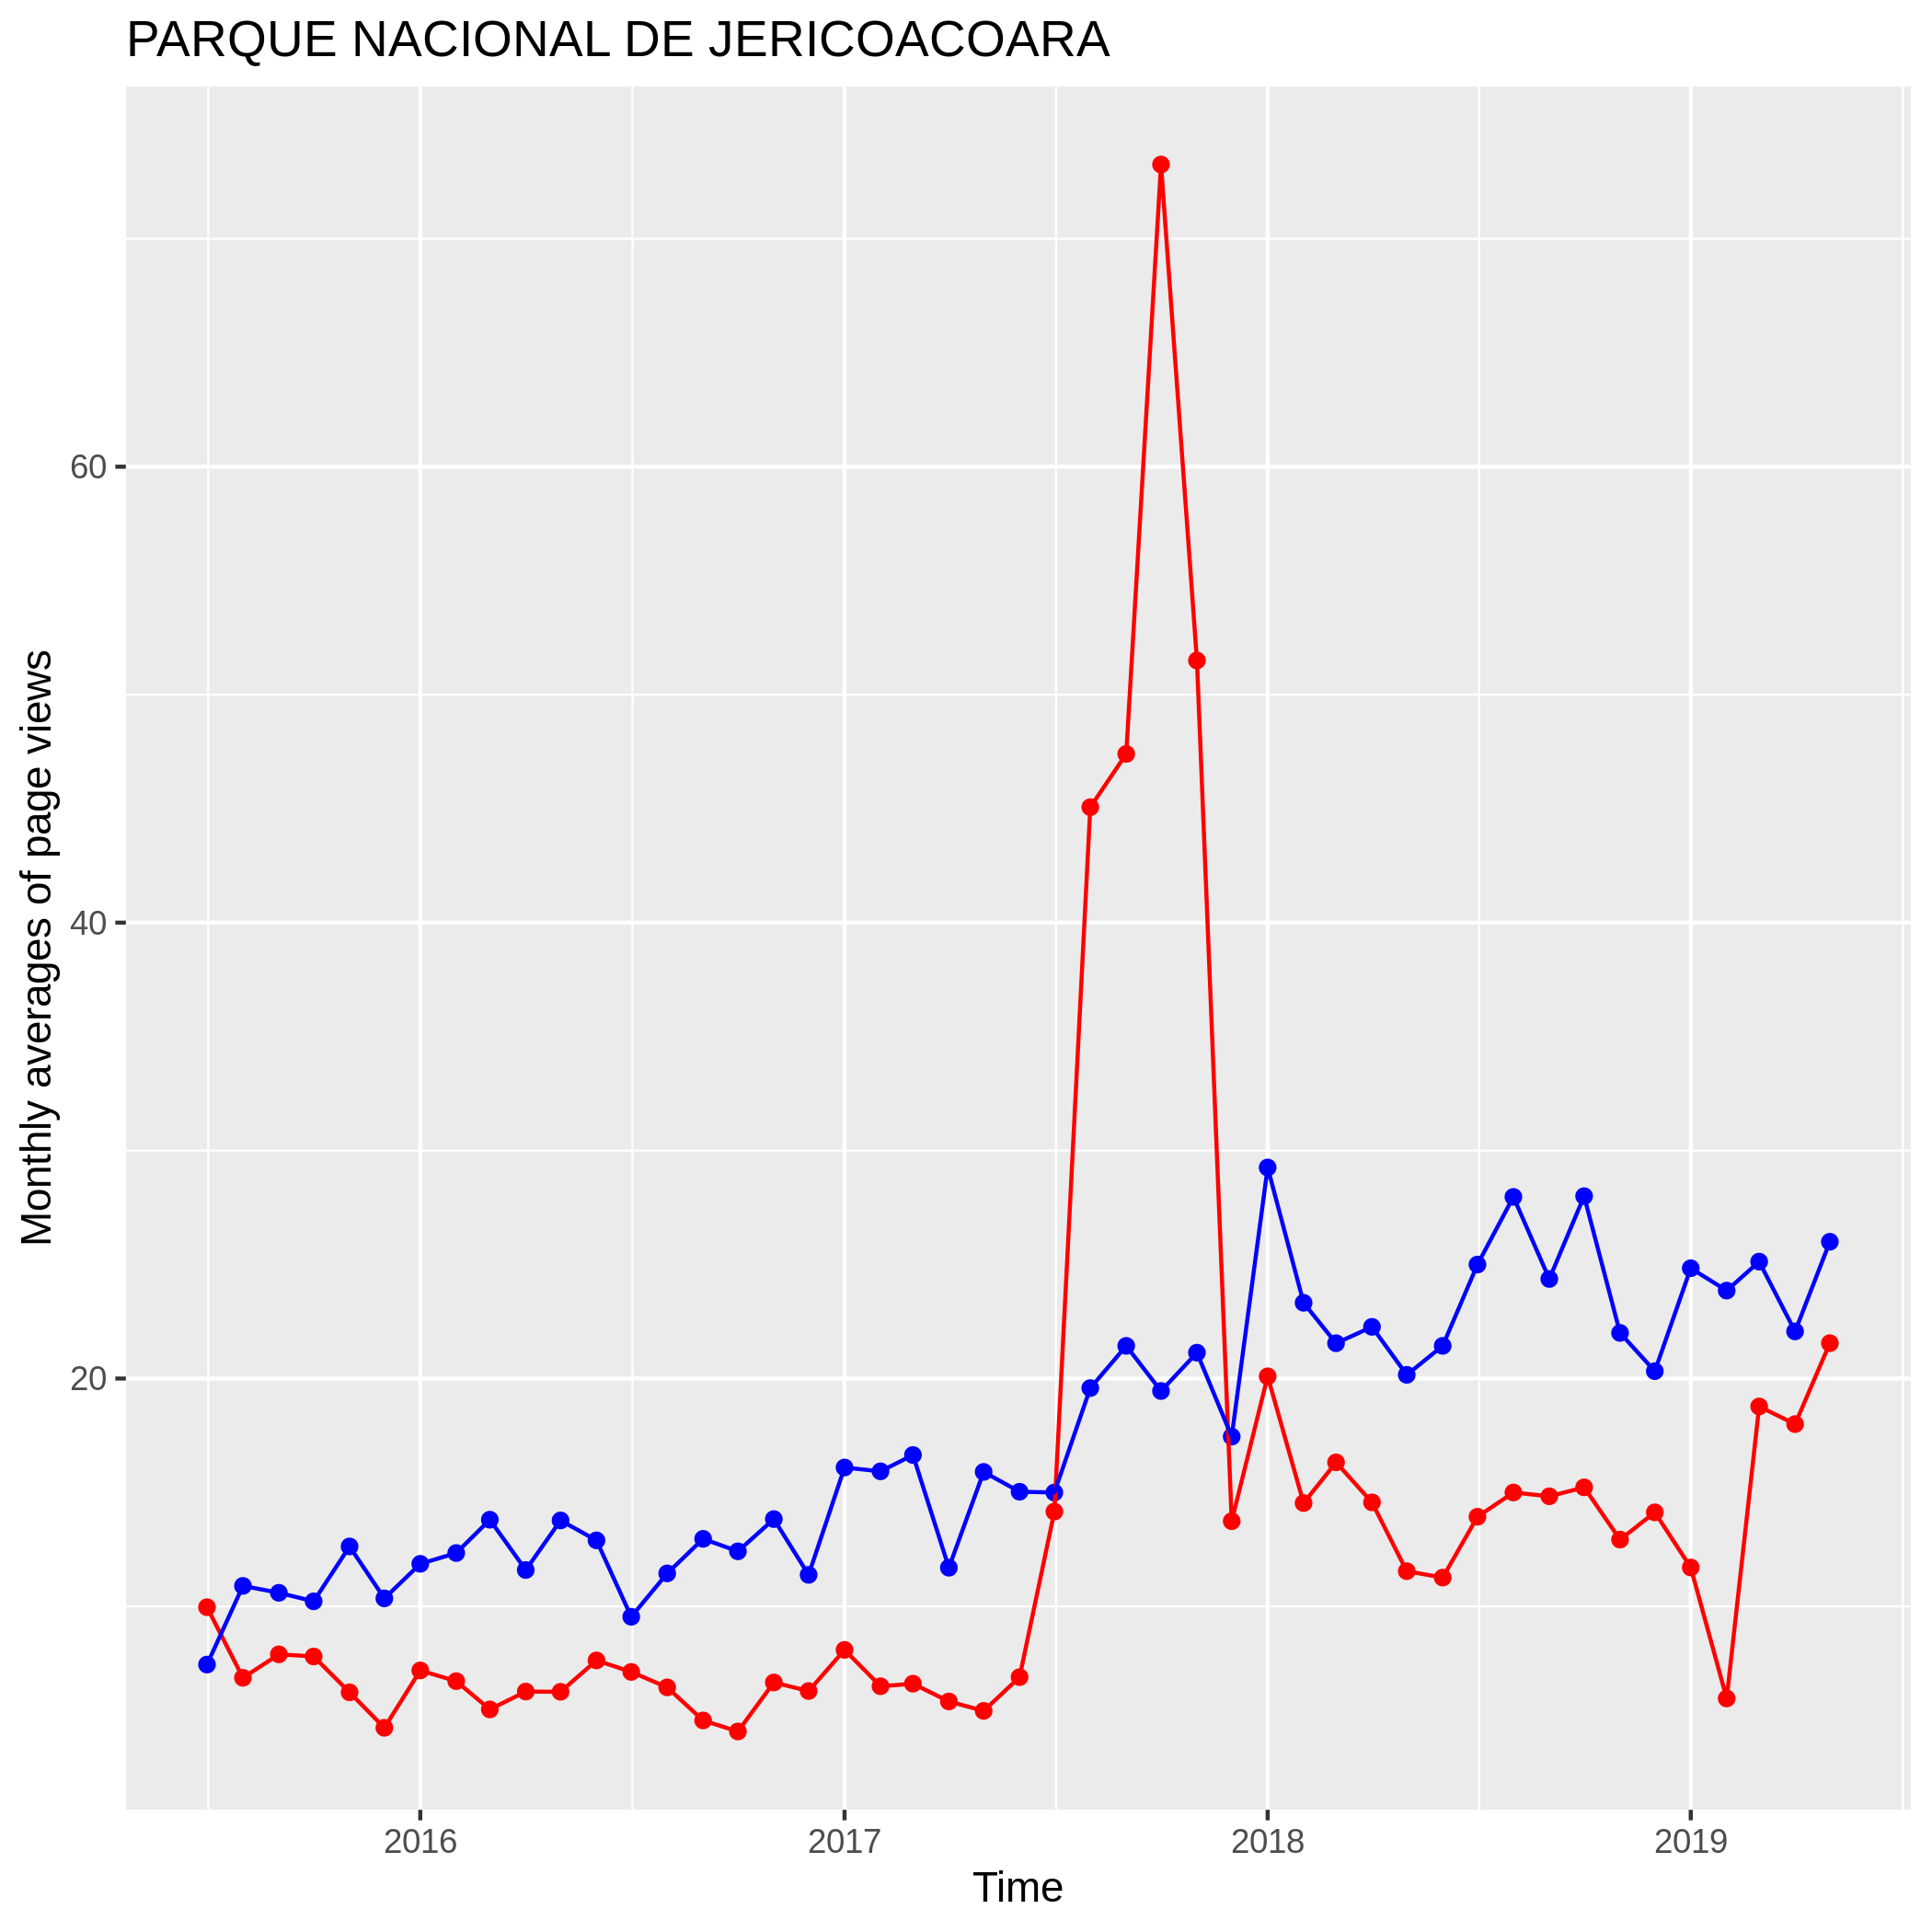 PARQUE NACIONAL DE JERICOACOARA
Monthly averages of page views
60
40
20
2016
2017
2018
2019
Time